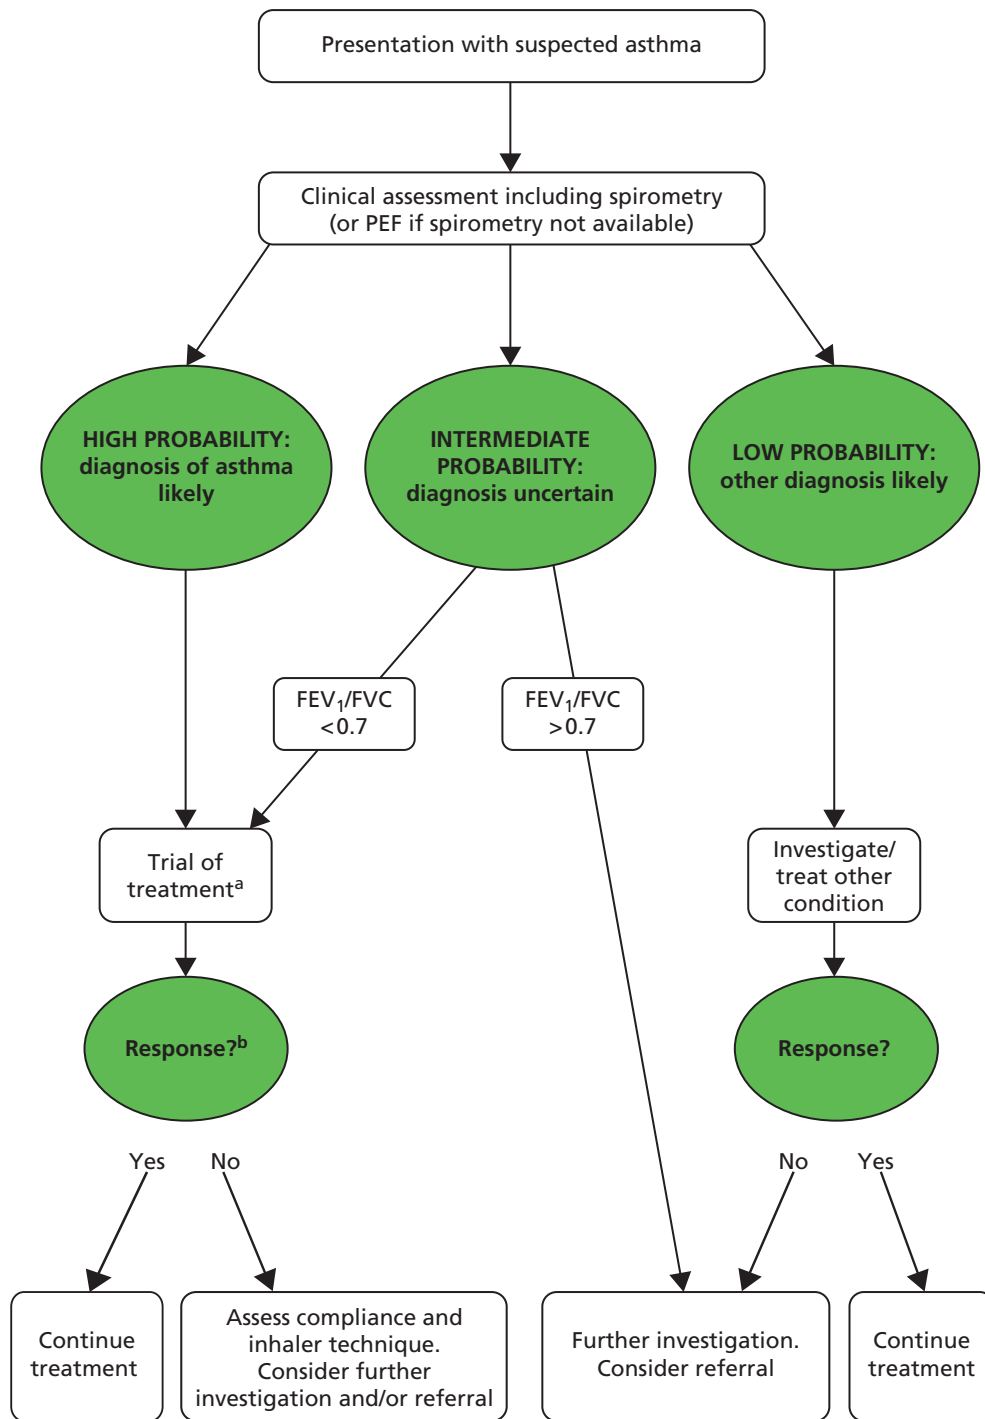 Presentation with suspected asthma
Clinical assessment including spirometry
(or PEF if spirometry not available)
HIGH PROBABILITY:
diagnosis of asthma
likely
INTERMEDIATE
PROBABILITY:
diagnosis uncertain
LOW PROBABILITY:
other diagnosis likely
FEV₁/FVC
<0.7
FEV₁/FVC
>0.7
Trial of
treatmentᵃ
Investigate/
treat other
condition
Response?ᵇ
Response?
Yes
No
No
Yes
Continue
treatment
Assess compliance and
inhaler technique.
Consider further
investigation and/or referral
Further investigation.
Consider referral
Continue
treatment